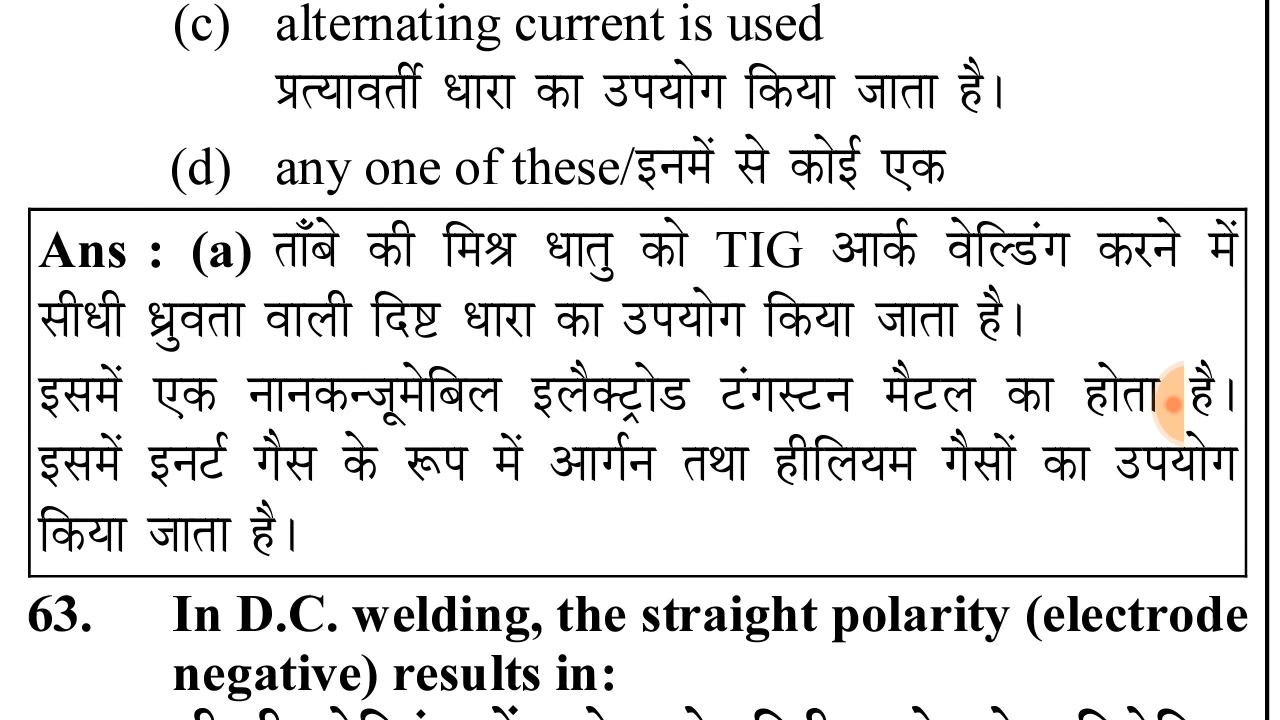 (c) alternating current is used
प्रत्यावर्ती धारा का उपयोग किया जाता है।
(d) any one of these/इनमें से कोई एक
Ans : (a) ताँबे की मिश्र धातु को TIG आर्क वेल्डिंग करने में
सीधी ध्रुवता वाली दिष्ट धारा का उपयोग किया जाता है।
इसमें एक नानकन्जूमेबिल इलैक्ट्रोड टंगस्टन मैटल का होता है।
इसमें इनर्ट गैस के रूप में आर्गन तथा हीलियम गैसों का उपयोग
किया जाता है।
63. In D.C. welding, the straight polarity (electrode
negative) results in: